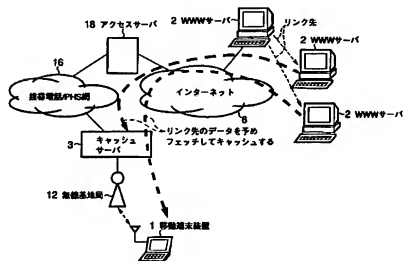 18 アクセスサーバ
2 WWWサーバ
リンク先
2 WWWサーバ
16
携帯電話/PHS網
インターネット
8
2 WWWサーバ
リンク先のデータを予め
フェッチしてキャッシュする
3
キャッシュ
サーバ
12 無線基地局
1 移動端末装置